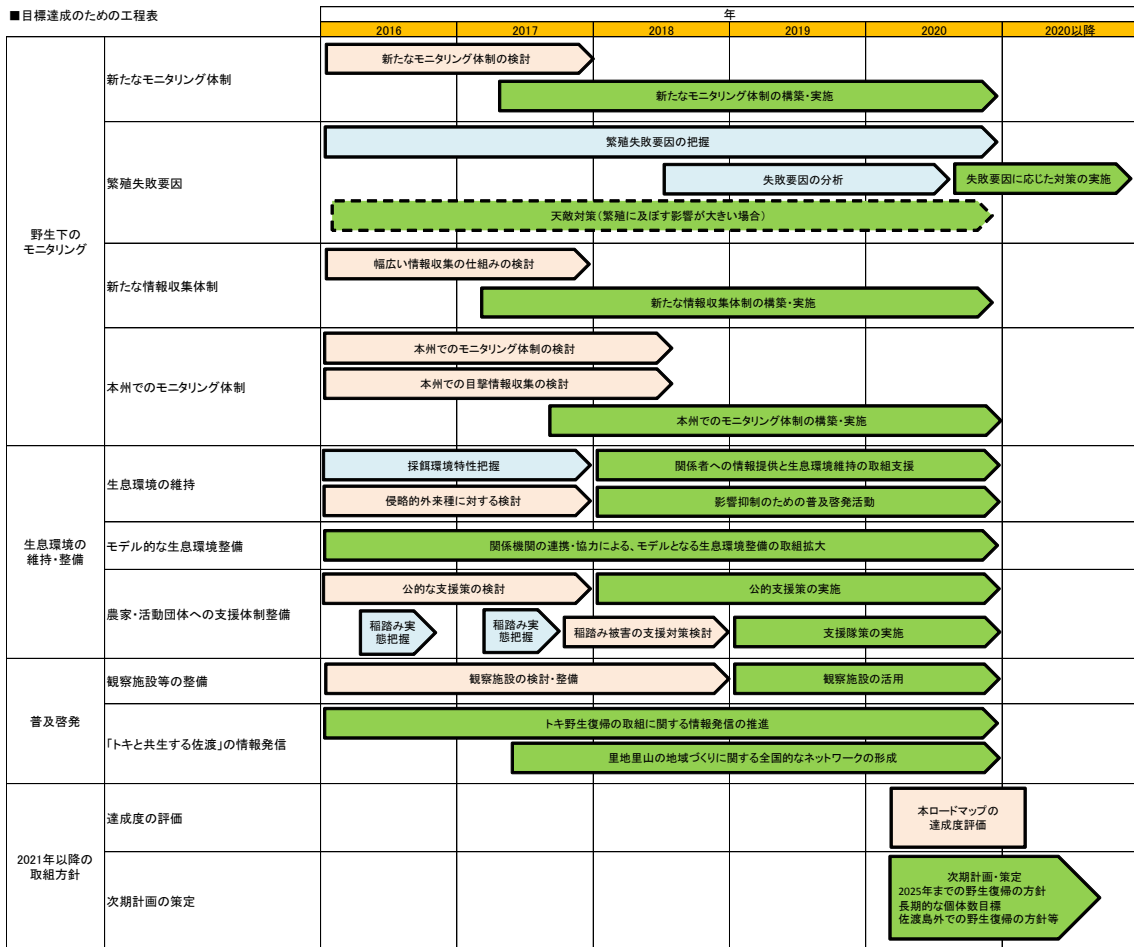 ■目標達成のための工程表
年
2016 2017 2018 2019 2020 2020以降
野生下の
モニタリング
新たなモニタリング体制
新たなモニタリング体制の検討
新たなモニタリング体制の構築・実施
繁殖失敗要因
繁殖失敗要因の把握
失敗要因の分析
失敗要因に応じた対策の実施
天敵対策(繁殖に及ぼす影響が大きい場合)
新たな情報収集体制
幅広い情報収集の仕組みの検討
新たな情報収集体制の構築・実施
本州でのモニタリング体制
本州でのモニタリング体制の検討
本州での目撃情報収集の検討
本州でのモニタリング体制の構築・実施
生息環境の
維持・整備
生息環境の維持
採餌環境特性把握
関係者への情報提供と生息環境維持の取組支援
侵略的外来種に対する検討
影響抑制のための普及啓発活動
モデル的な生息環境整備
関係機関の連携・協力による、モデルとなる生息環境整備の取組拡大
農家・活動団体への支援体制整備
公的な支援策の検討
公的支援策の実施
稲踏み実
態把握
稲踏み実
態把握
稲踏み被害の支援対策検討
支援隊策の実施
普及啓発
観察施設等の整備
観察施設の検討・整備
観察施設の活用
「トキと共生する佐渡」の情報発信
トキ野生復帰の取組に関する情報発信の推進
里地里山の地域づくりに関する全国的なネットワークの形成
2021年以降の
取組方針
達成度の評価
本ロードマップの
達成度評価
次期計画の策定
次期計画・策定
2025年までの野生復帰の方針
長期的な個体数目標
佐渡島外での野生復帰の方針等